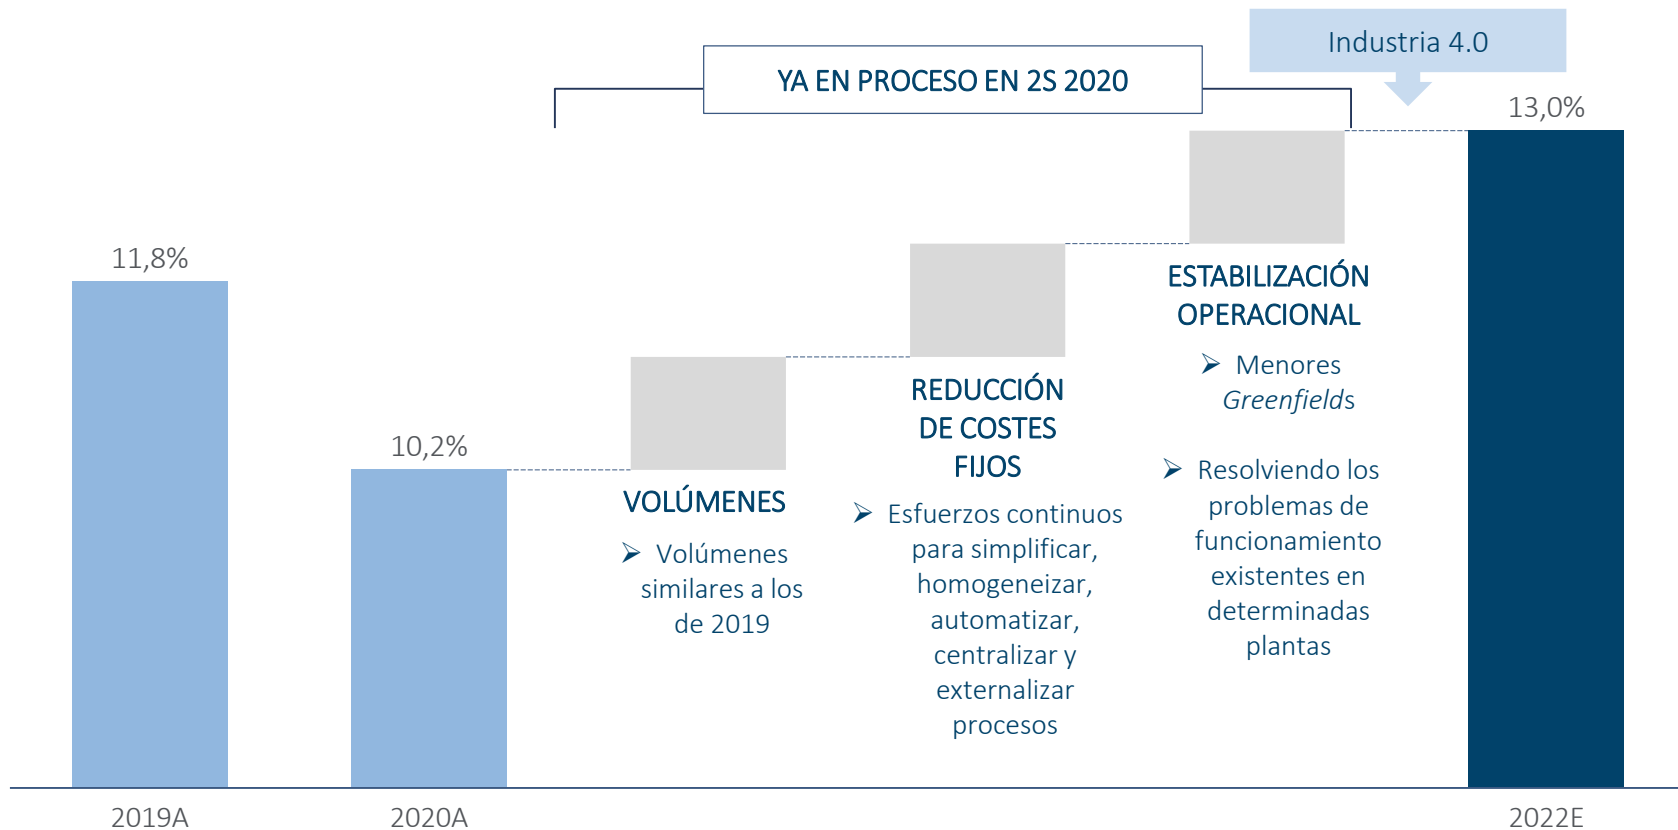 Industria 4.0
YA EN PROCESO EN 2S 2020
13,0%
11,8%
10,2%
VOLÚMENES
➢ Volúmenes
similares a los
de 2019
REDUCCIÓN
DE COSTES
FIJOS
➢ Esfuerzos continuos
para simplificar,
homogeneizar,
automatizar,
centralizar y
externalizar
procesos
ESTABILIZACIÓN
OPERACIONAL
➢ Menores
Greenfields
➢ Resolviendo los
problemas de
funcionamiento
existentes en
determinadas
plantas
2019A
2020A
2022E